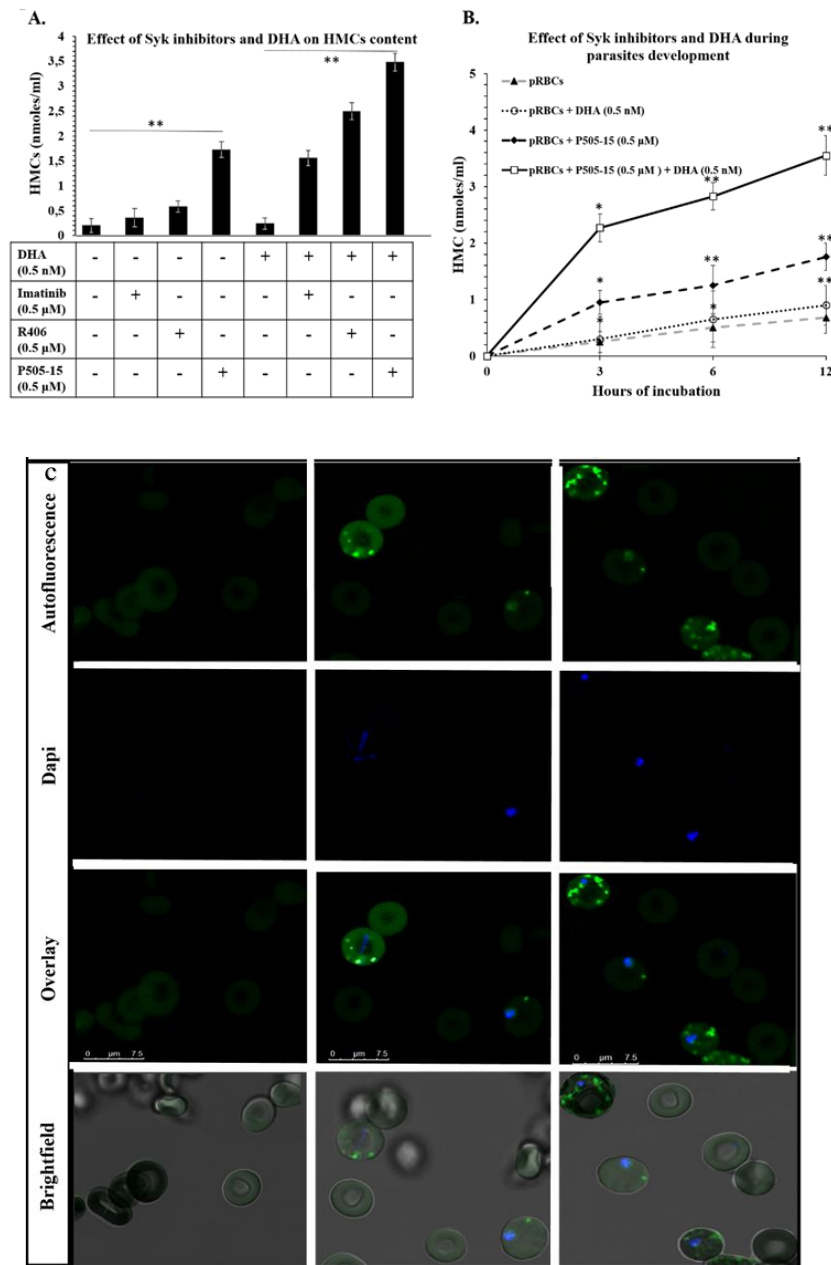 A.
Effect of Syk inhibitors and DHA on HMCs content
HMCs (nmoles/ml)
4
3,5
3
2,5
2
1,5
1
0,5
0
**
**
DHA (0.5 nM) - - - - + + + +
Imatinib (0.5 µM) - + - - - + - -
R406 (0.5 µM) - - + - - - + -
P505-15 (0.5 µM) - - - + - - - +
B.
Effect of Syk inhibitors and DHA during
parasites development
pRBCs
pRBCs + DHA (0.5 nM)
pRBCs + P505-15 (0.5 µM)
pRBCs + P505-15 (0.5 µM ) + DHA (0.5 nM)
HMC (nmoles/ml)
5
4
3
2
1
0
* ** **
* ** **
* * **
0 3 6 12
Hours of incubation
C
Autofluorescence
Dapi
Overlay
0 µm 7.5
0 µm 7.5
0 µm 7.5
Brightfield